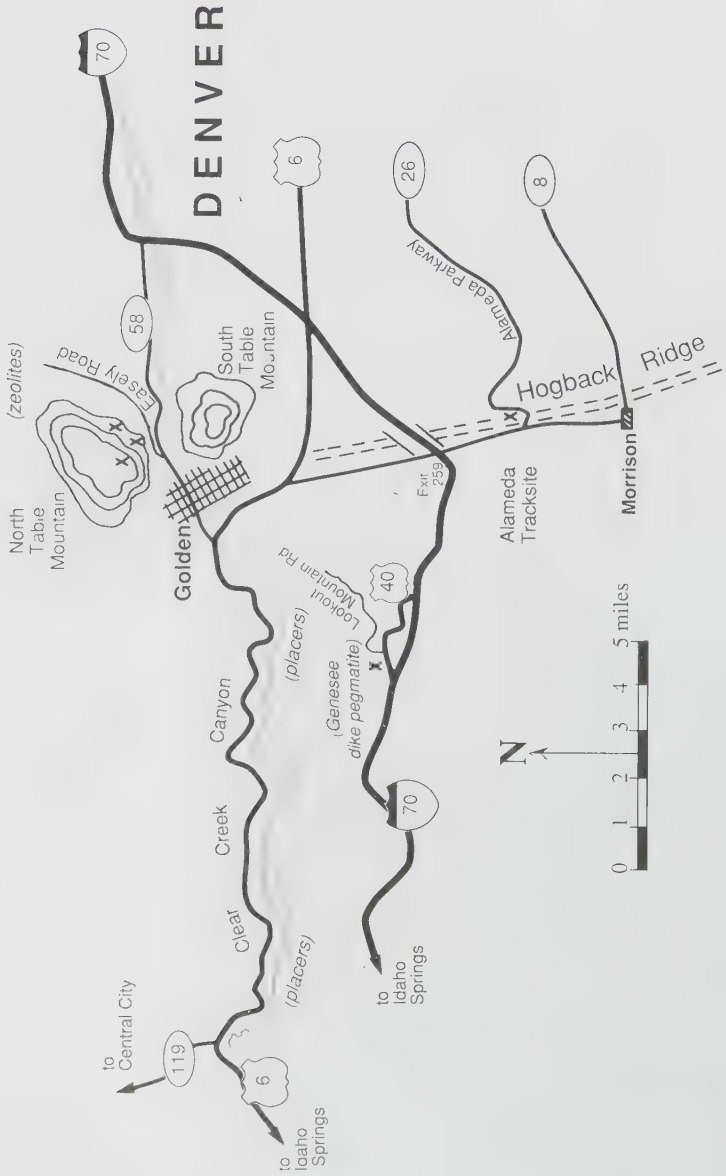 to
Central City
119
6
to
Idaho
Springs
Clear
Creek
Canyon
(placers)
(placers)
North
Table
Mountain
(zeolites)
Easely Road
58
70
Golden
South
Table
Mountain
DENVER
6
Lookout
Mountain Rd
40
(Genesee
dike pegmatite)
70
to
Idaho
Springs
Exit
259
Alameda Parkway
26
Hogback
Ridge
Alameda
Tracksite
8
Morrison
N
0 1 2 3 4 5 miles